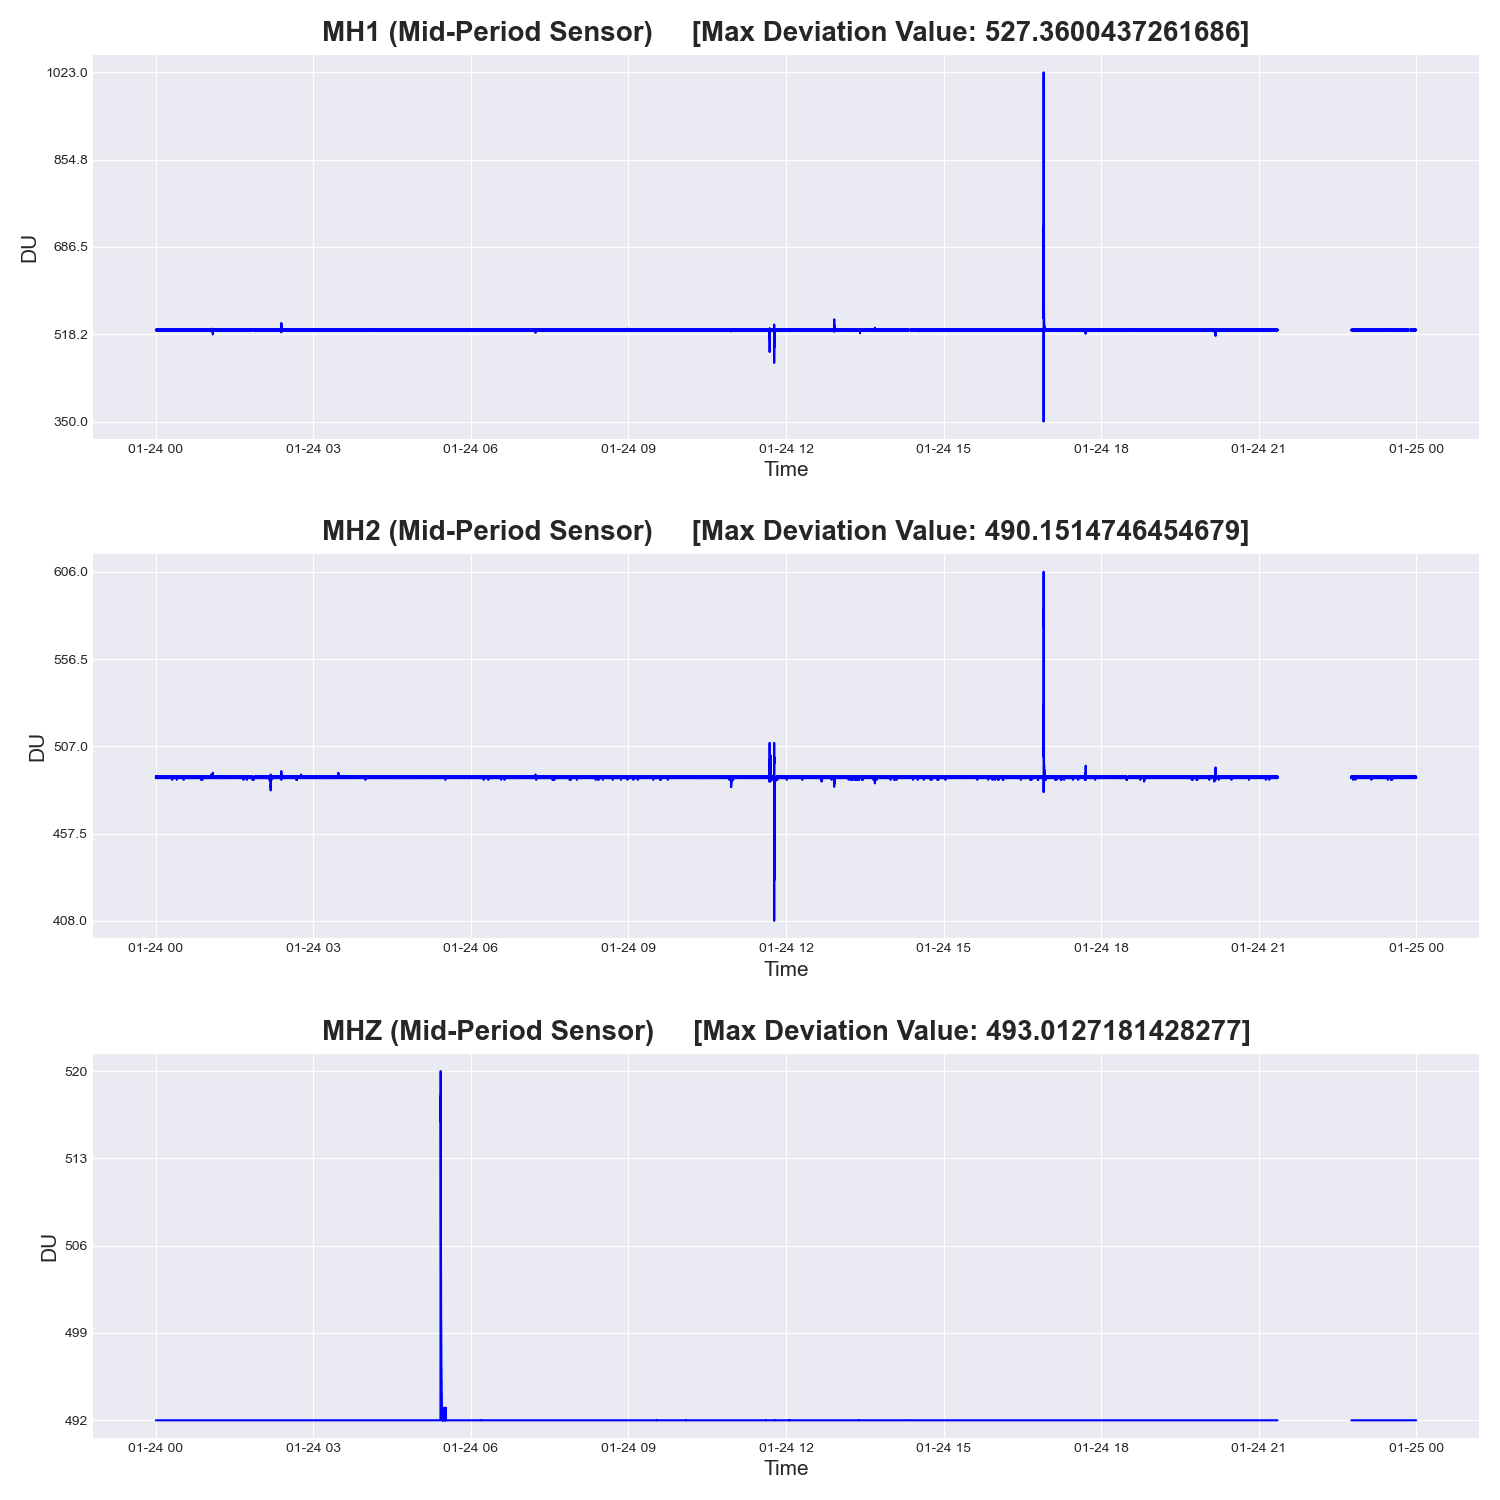 MH1 (Mid-Period Sensor) [Max Deviation Value: 527.3600437261686]
1023.0
854.8
686.5
518.2
350.0
DU
01-24 00 01-24 03 01-24 06 01-24 09 01-24 12 01-24 15 01-24 18 01-24 21 01-25 00
Time
MH2 (Mid-Period Sensor) [Max Deviation Value: 490.1514746454679]
606.0
556.5
507.0
457.5
408.0
DU
01-24 00 01-24 03 01-24 06 01-24 09 01-24 12 01-24 15 01-24 18 01-24 21 01-25 00
Time
MHZ (Mid-Period Sensor) [Max Deviation Value: 493.0127181428277]
520
513
506
499
492
DU
01-24 00 01-24 03 01-24 06 01-24 09 01-24 12 01-24 15 01-24 18 01-24 21 01-25 00
Time